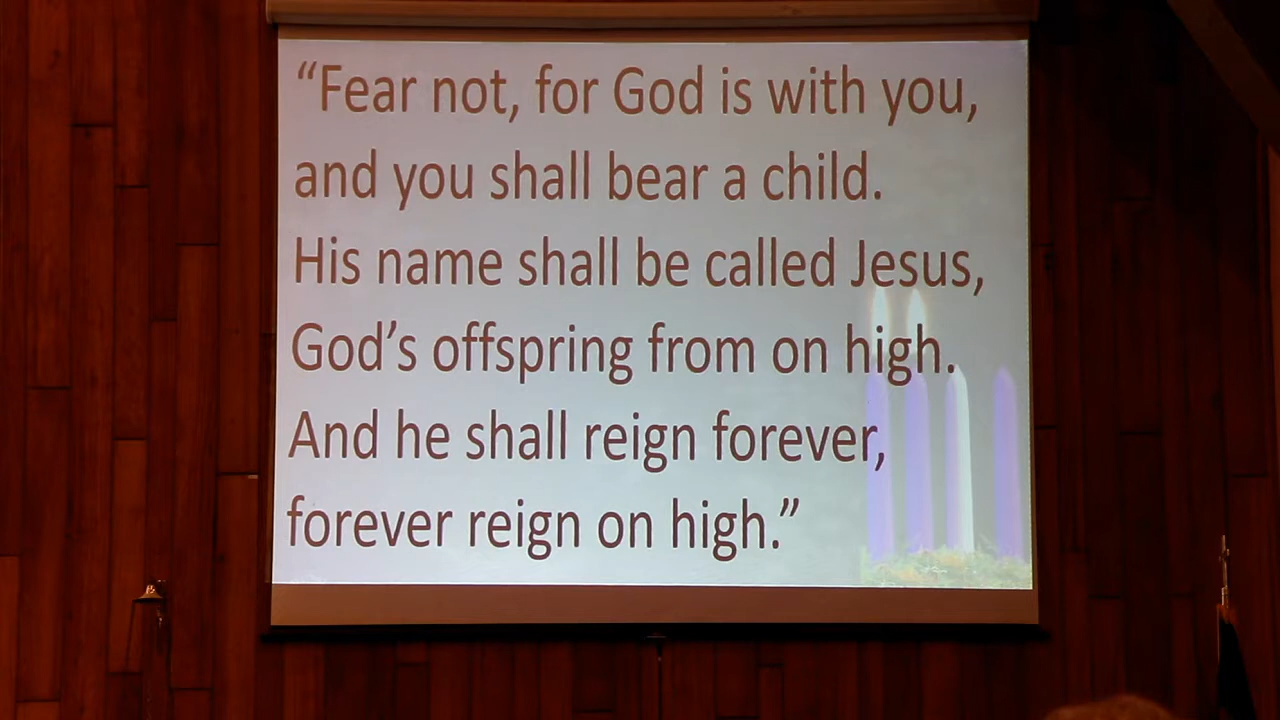 “Fear not, for God is with you,
and you shall bear a child.
His name shall be called Jesus,
God’s offspring from on high.
And he shall reign forever,
forever reign on high.”